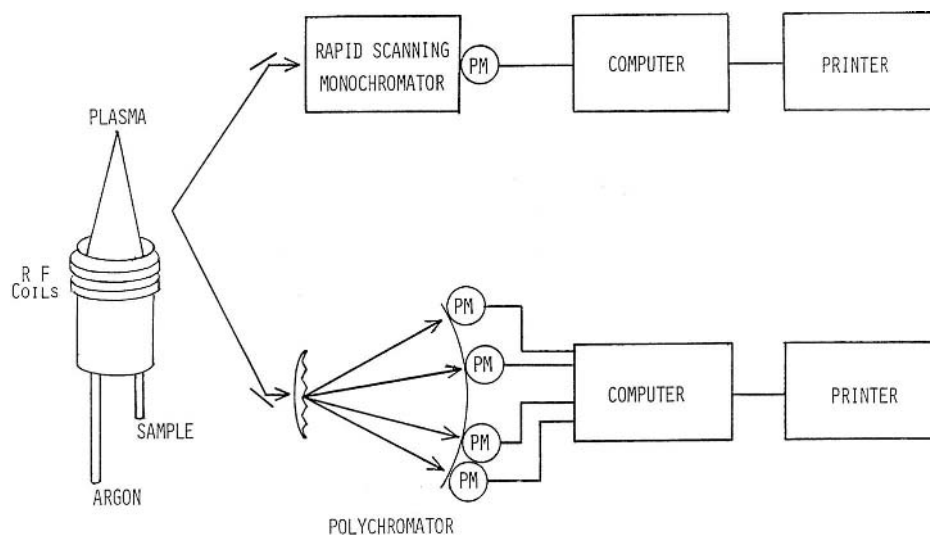 RAPID SCANNING
MONOCHROMATOR
PM
COMPUTER
PRINTER
PLASMA
R F
COILS
PM
PM
PM
PM
COMPUTER
PRINTER
SAMPLE
ARGON
POLYCHROMATOR